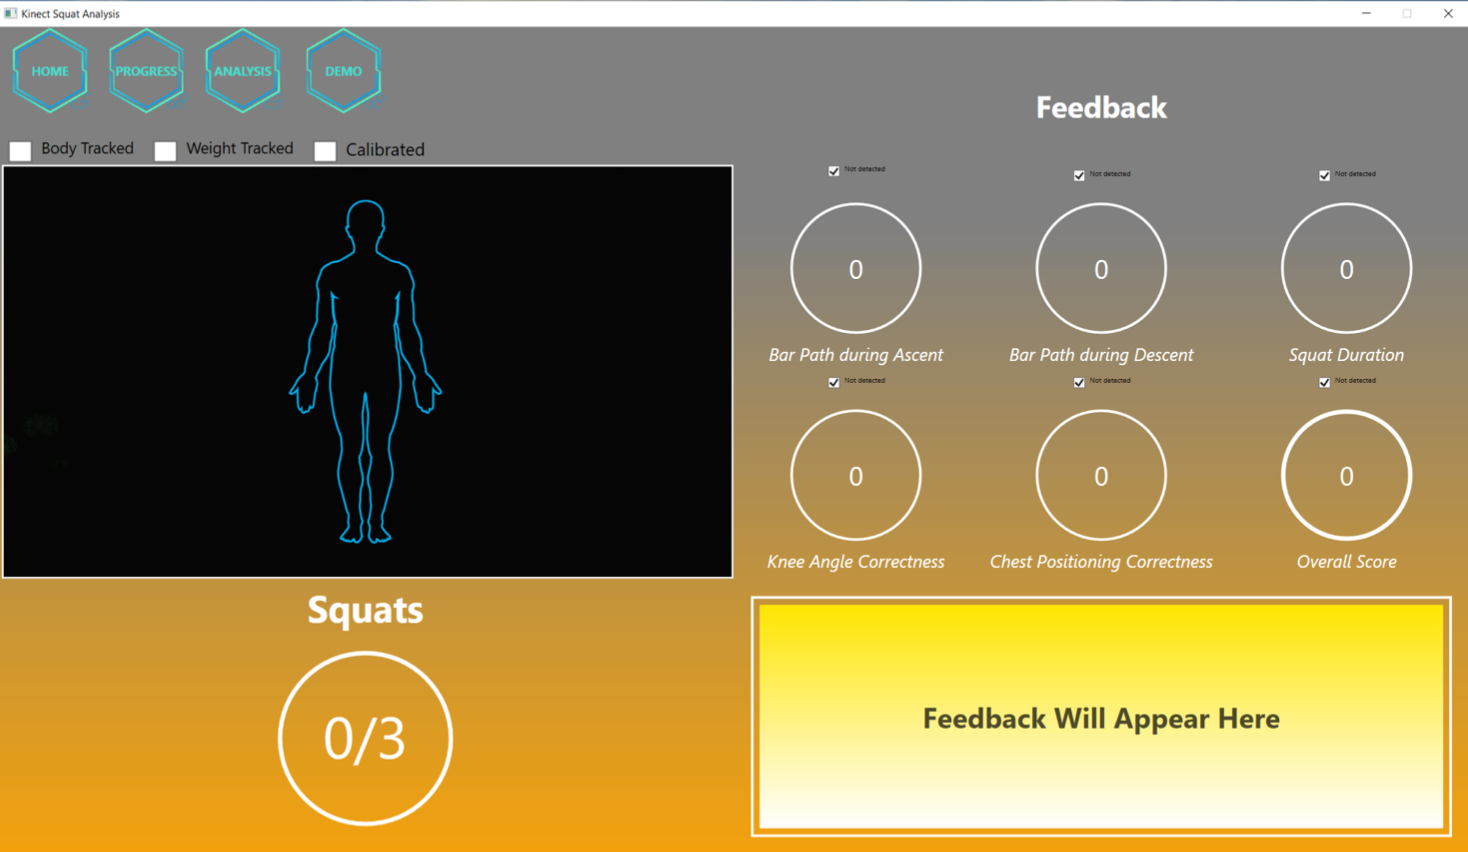 Kinect Squat Analysis
HOME
PROGRESS
ANALYSIS
DEMO
Body Tracked
Weight Tracked
Calibrated
Feedback
Not detected
Not detected
Not detected
0
0
0
Bar Path during Ascent
Bar Path during Descent
Squat Duration
Not detected
Not detected
Not detected
0
0
0
Knee Angle Correctness
Chest Positioning Correctness
Overall Score
Squats
0/3
Feedback Will Appear Here